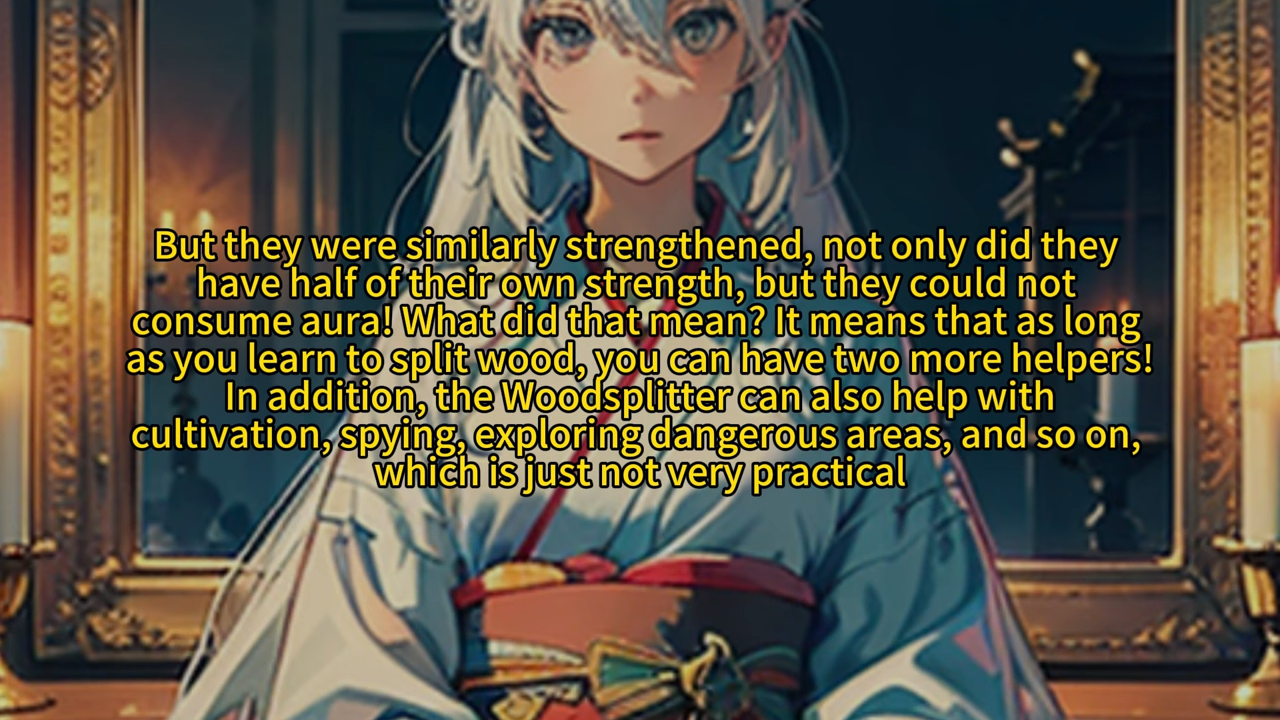 But they were similarly strengthened, not only did they
have half of their own strength, but they could not
consume aura! What did that mean? It means that as long
as you learn to split wood, you can have two more helpers!
In addition, the Woodsplitter can also help with
cultivation, spying, exploring dangerous areas, and so on,
which is just not very practical